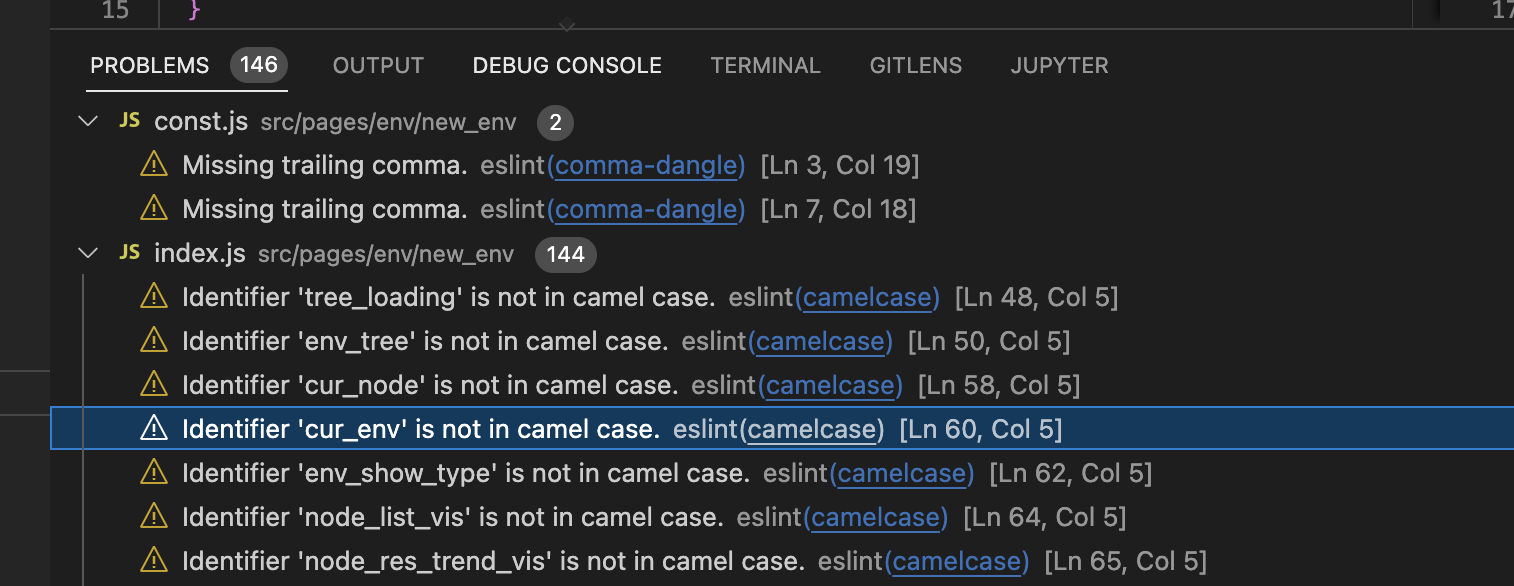 15 } 17
PROBLEMS 146 OUTPUT DEBUG CONSOLE TERMINAL GITLENS JUPYTER
JS const.js src/pages/env/new_env 2
Missing trailing comma. eslint(comma-dangle) [Ln 3, Col 19]
Missing trailing comma. eslint(comma-dangle) [Ln 7, Col 18]
JS index.js src/pages/env/new_env 144
Identifier 'tree_loading' is not in camel case. eslint(camelcase) [Ln 48, Col 5]
Identifier 'env_tree' is not in camel case. eslint(camelcase) [Ln 50, Col 5]
Identifier 'cur_node' is not in camel case. eslint(camelcase) [Ln 58, Col 5]
Identifier 'cur_env' is not in camel case. eslint(camelcase) [Ln 60, Col 5]
Identifier 'env_show_type' is not in camel case. eslint(camelcase) [Ln 62, Col 5]
Identifier 'node_list_vis' is not in camel case. eslint(camelcase) [Ln 64, Col 5]
Identifier 'node_res_trend_vis' is not in camel case. eslint(camelcase) [Ln 65, Col 5]